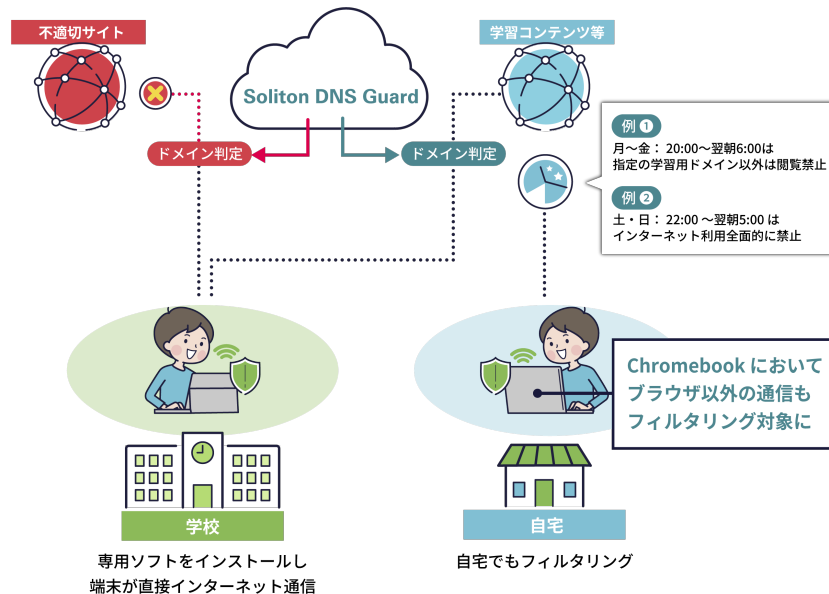 不適切サイト
Soliton DNS Guard
学習コンテンツ等
ドメイン判定
ドメイン判定
例❶
月〜金： 20:00〜翌朝6:00は
指定の学習用ドメイン以外は閲覧禁止
例❷
土・日： 22:00 〜翌朝5:00 は
インターネット利用全面的に禁止
Chromebook において
ブラウザ以外の通信も
フィルタリング対象に
学校
専用ソフトをインストールし
端末が直接インターネット通信
自宅
自宅でもフィルタリング